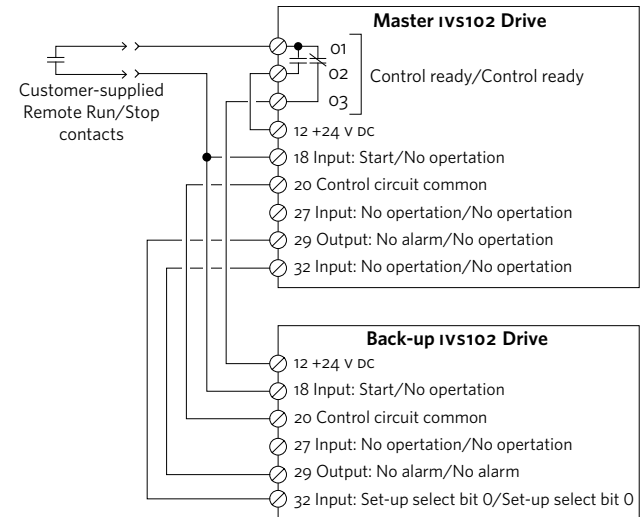 Master IVS102 Drive
01
02
03
Control ready/Control ready
Customer-supplied
Remote Run/Stop
contacts
12 +24 V DC
18 Input: Start/No opertation
20 Control circuit common
27 Input: No opertation/No opertation
29 Output: No alarm/No opertation
32 Input: No opertation/No opertation
Back-up IVS102 Drive
12 +24 V DC
18 Input: Start/No opertation
20 Control circuit common
27 Input: No opertation/No opertation
29 Output: No alarm/No alarm
32 Input: Set-up select bit 0/Set-up select bit 0